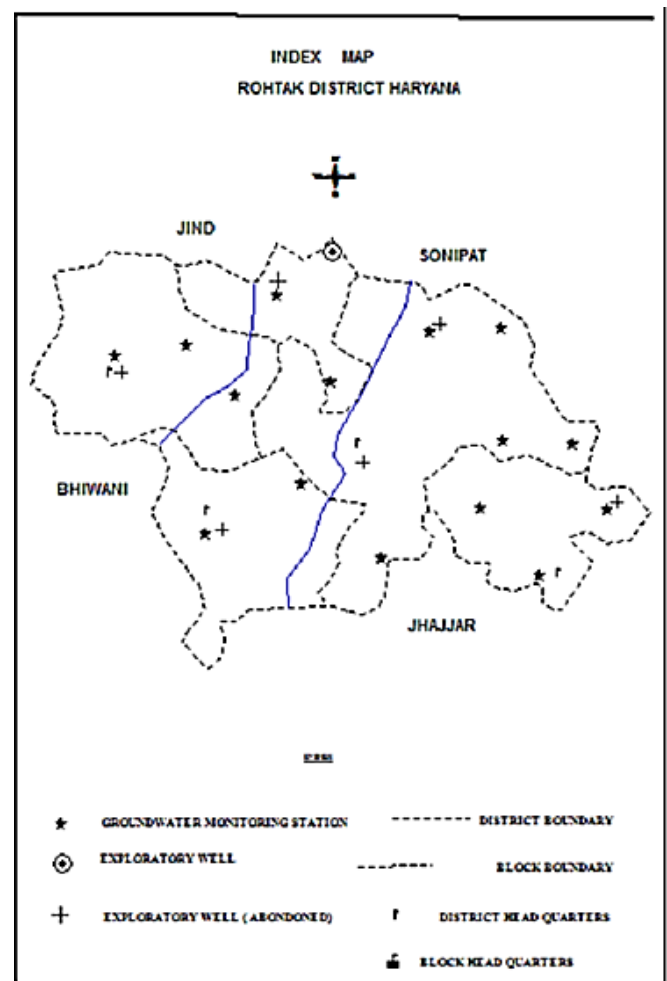 INDEX MAP
ROHTAK DISTRICT HARYANA
JIND
SONIPAT
BHIWANI
JHAJJAR
GROUNDWATER MONITORING STATION
DISTRICT BOUNDARY
EXPLORATORY WELL
BLOCK BOUNDARY
EXPLORATORY WELL ( ABONDONED)
DISTRICT HEAD QUARTERS
BLOCK HEAD QUARTERS